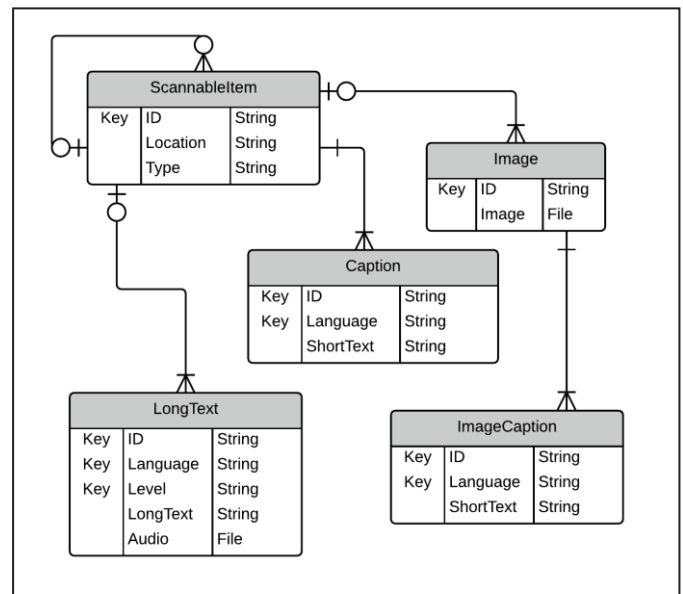 ScannableItem
Key ID String
Location String
Type String
Image
Key ID String
Image File
Caption
Key ID String
Key Language String
ShortText String
LongText
Key ID String
Key Language String
Key Level String
LongText String
Audio File
ImageCaption
Key ID String
Key Language String
ShortText String